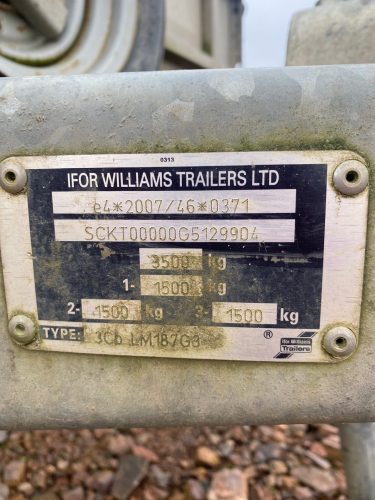 0313
IFOR WILLIAMS TRAILERS LTD
e4*2007/46*0371
SCKT00000G5129904
3500 kg
1- 1500 kg
2- 1500 kg 3- 1500 kg
TYPE: 3Cb LM187G3 ®
Ifor Williams
Trailers